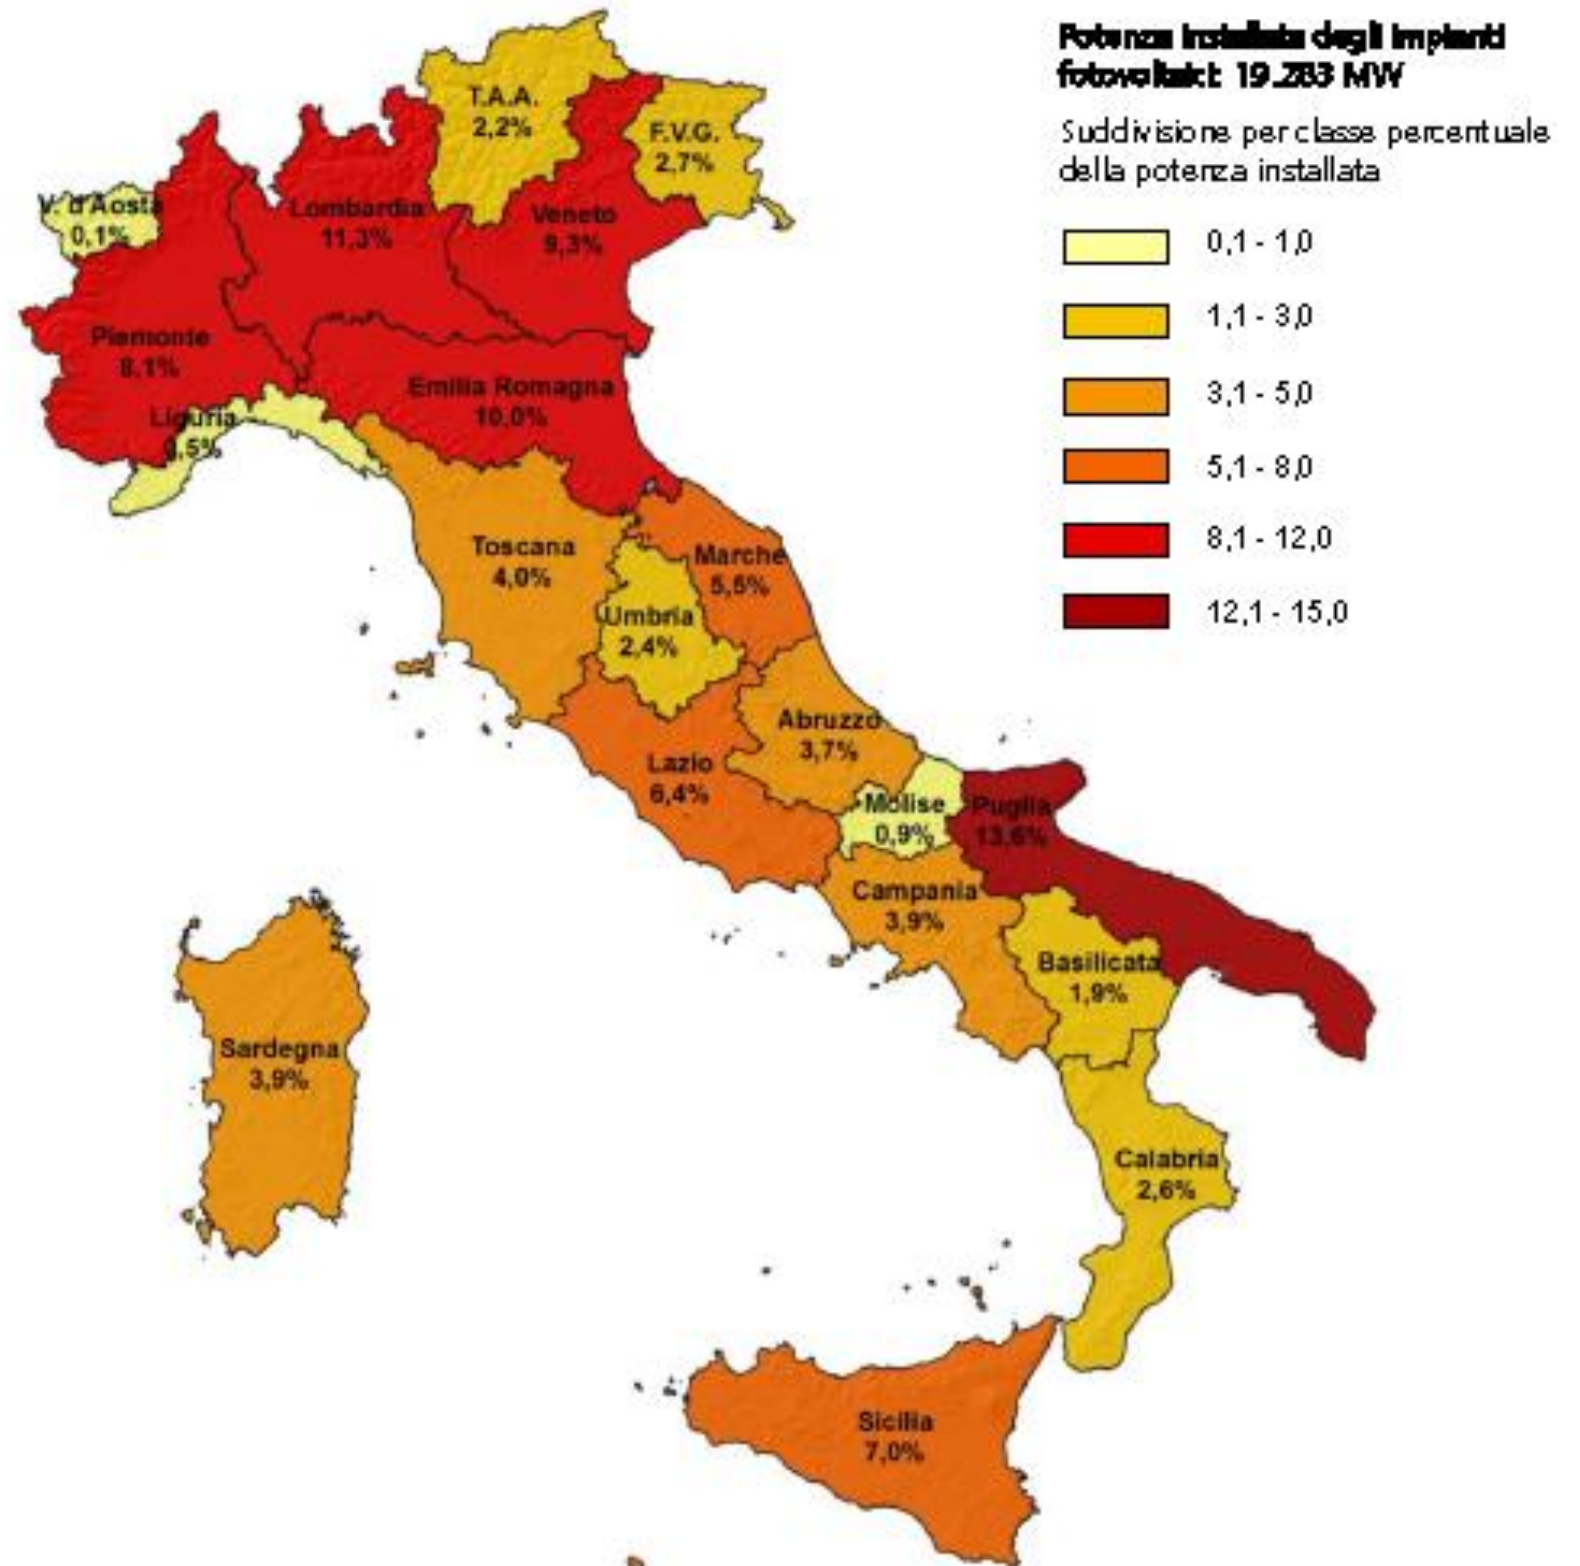 Potenza installata degli impianti
fotovoltaici: 19.283 MW
Suddivisione per classe percentuale
della potenza installata
0,1 - 1,0
1,1 - 3,0
3,1 - 5,0
5,1 - 8,0
8,1 - 12,0
12,1 - 15,0
T.A.A.
2,2%
F.V.G.
2,7%
V. d'Aosta
0,1%
Lombardia
11,3%
Veneto
9,3%
Piemonte
8,1%
Emilia Romagna
10,0%
Liguria
0,5%
Toscana
4,0%
Marche
5,5%
Umbria
2,4%
Abruzzo
3,7%
Lazio
6,4%
Molise
0,9%
Puglia
13,6%
Campania
3,9%
Basilicata
1,9%
Sardegna
3,9%
Calabria
2,6%
Sicilia
7,0%